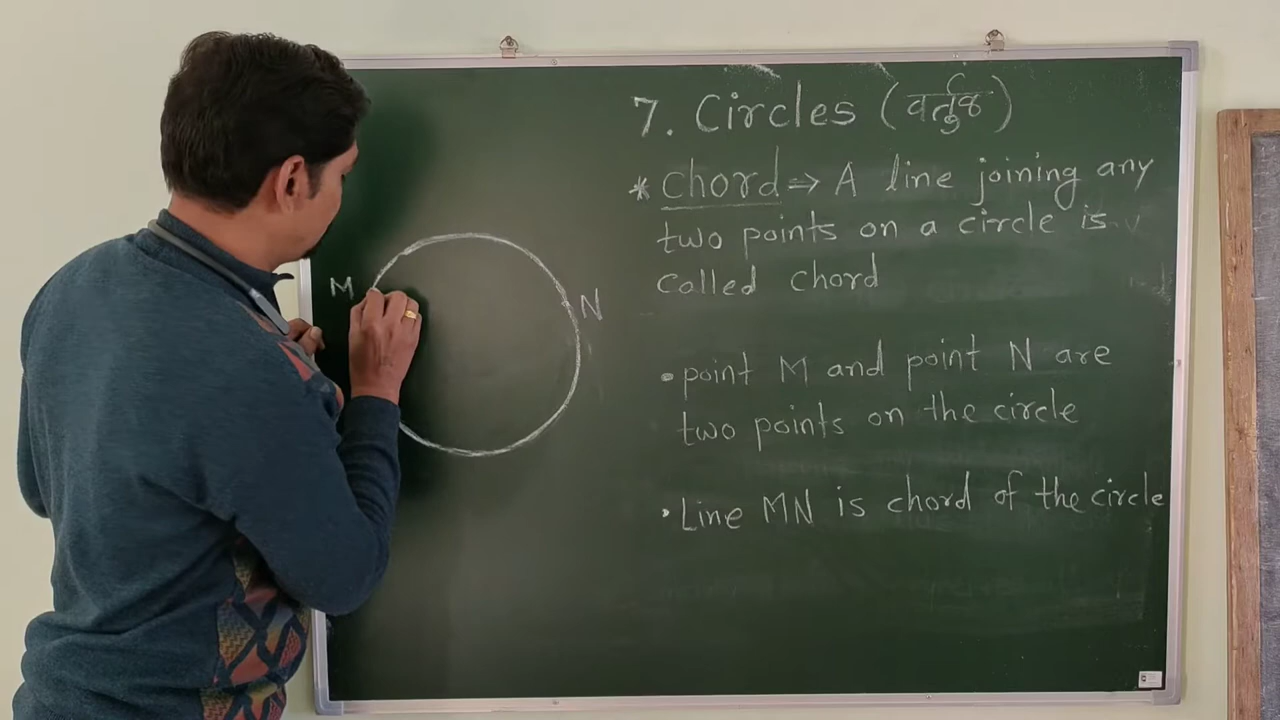 7. Circles (वर्तुळ)
* chord ⇒ A line joining any
two points on a circle is
called chord
• point M and point N are
two points on the circle
• Line MN is chord of the circle
M
N